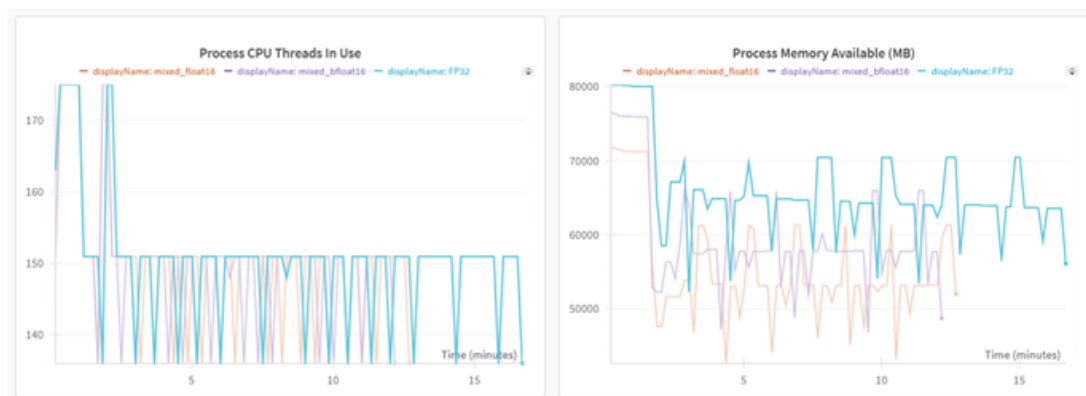 Process CPU Threads In Use
displayName: mixed_float16 displayName: mixed_bfloat16 displayName: FP32
170
160
150
140
Time (minutes)
5 10 15
Process Memory Available (MB)
displayName: mixed_float16 displayName: mixed_bfloat16 displayName: FP32
80000
70000
60000
50000
Time (minutes)
5 10 15